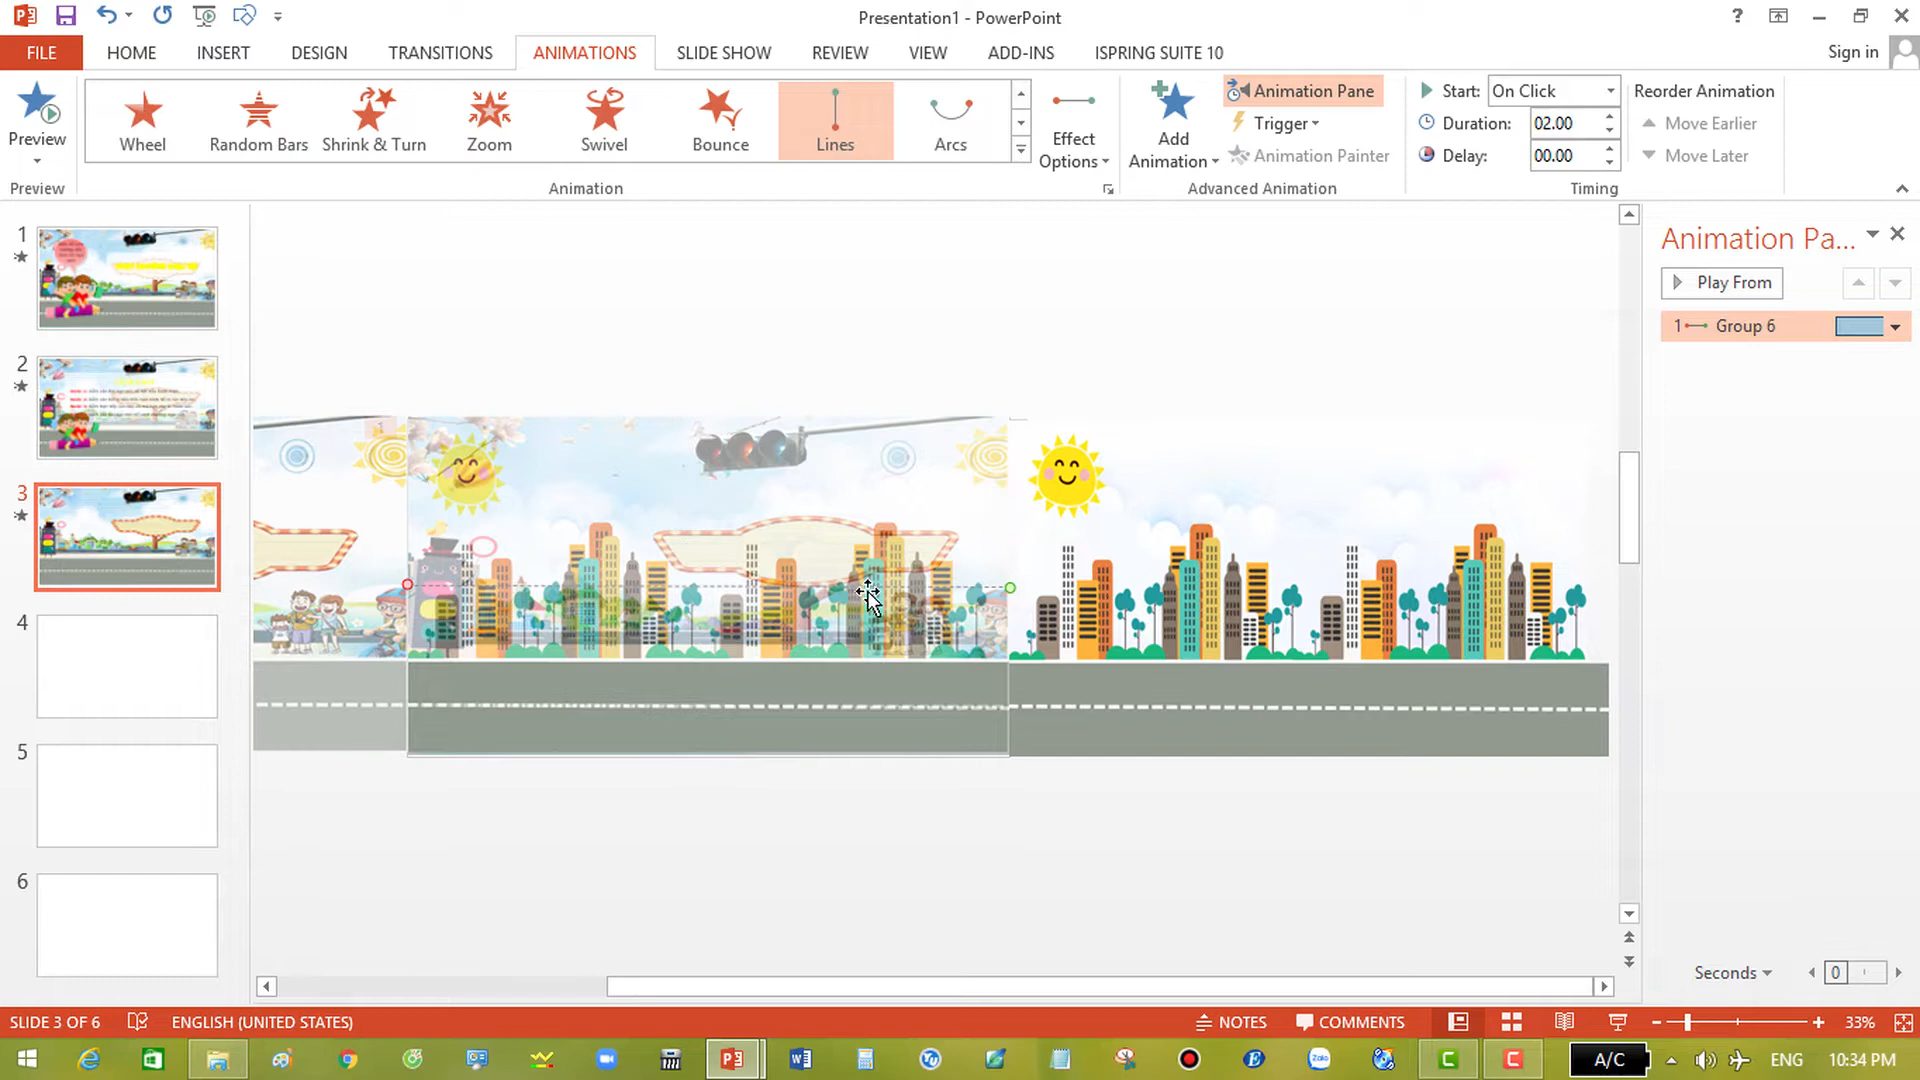 Presentation1 - PowerPoint
FILE HOME INSERT DESIGN TRANSITIONS ANIMATIONS SLIDE SHOW REVIEW VIEW ADD-INS ISPRING SUITE 10 Sign in
Preview
Wheel Random Bars Shrink & Turn Zoom Swivel Bounce Lines Arcs
Effect Options
Add Animation
Animation Pane
Trigger
Animation Painter
Start: On Click
Duration: 02.00
Delay: 00.00
Reorder Animation
Move Earlier
Move Later
Preview Animation Advanced Animation Timing
1
2
3
4
5
6
1
Animation Pa...
Play From
1 Group 6
Seconds 0
SLIDE 3 OF 6 ENGLISH (UNITED STATES) NOTES COMMENTS 33%
Zalo
A/C ENG 10:34 PM